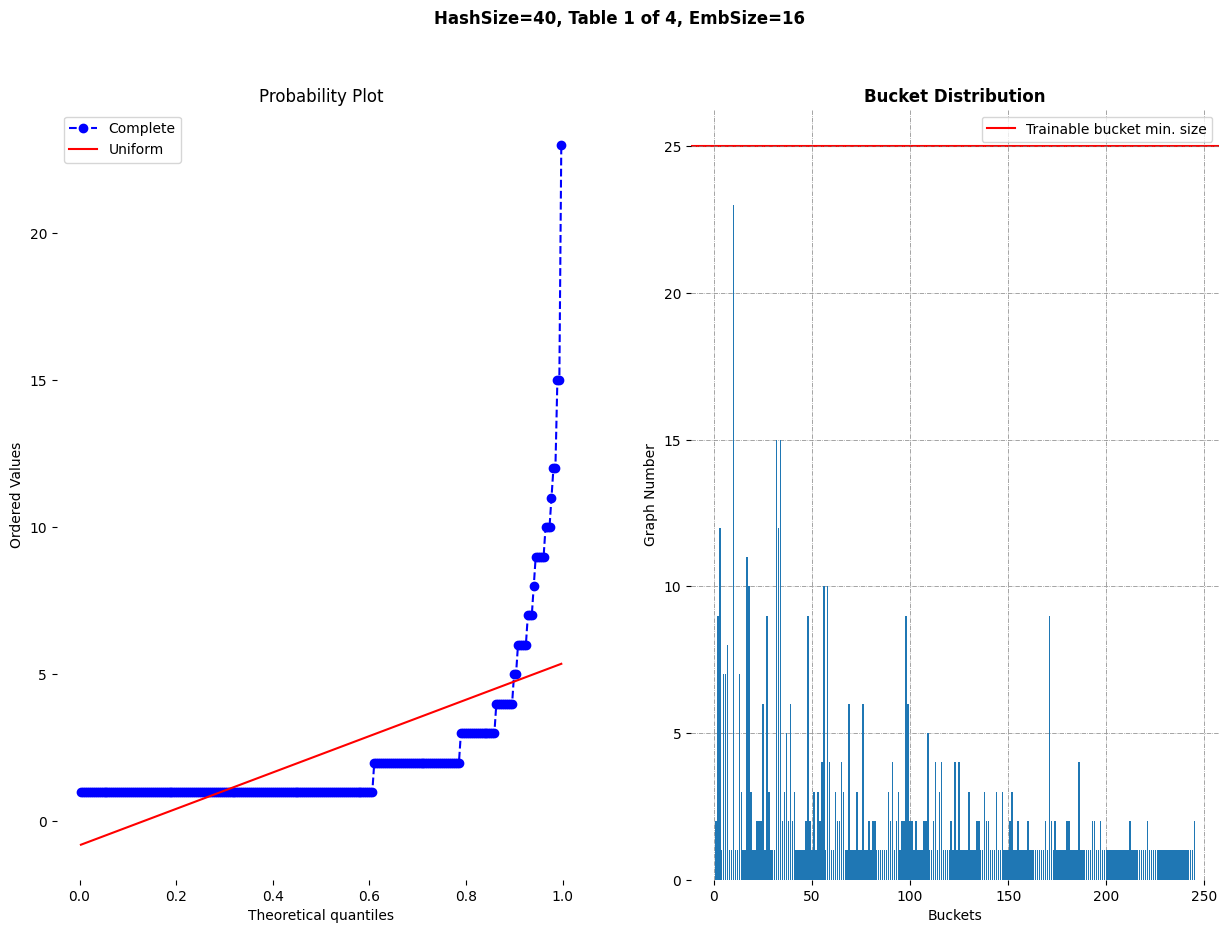 HashSize=40, Table 1 of 4, EmbSize=16
Probability Plot
Complete
Uniform
Ordered Values
20
15
10
5
0
0.0 0.2 0.4 0.6 0.8 1.0
Theoretical quantiles
Bucket Distribution
Trainable bucket min. size
Graph Number
25
20
15
10
5
0
0 50 100 150 200 250
Buckets